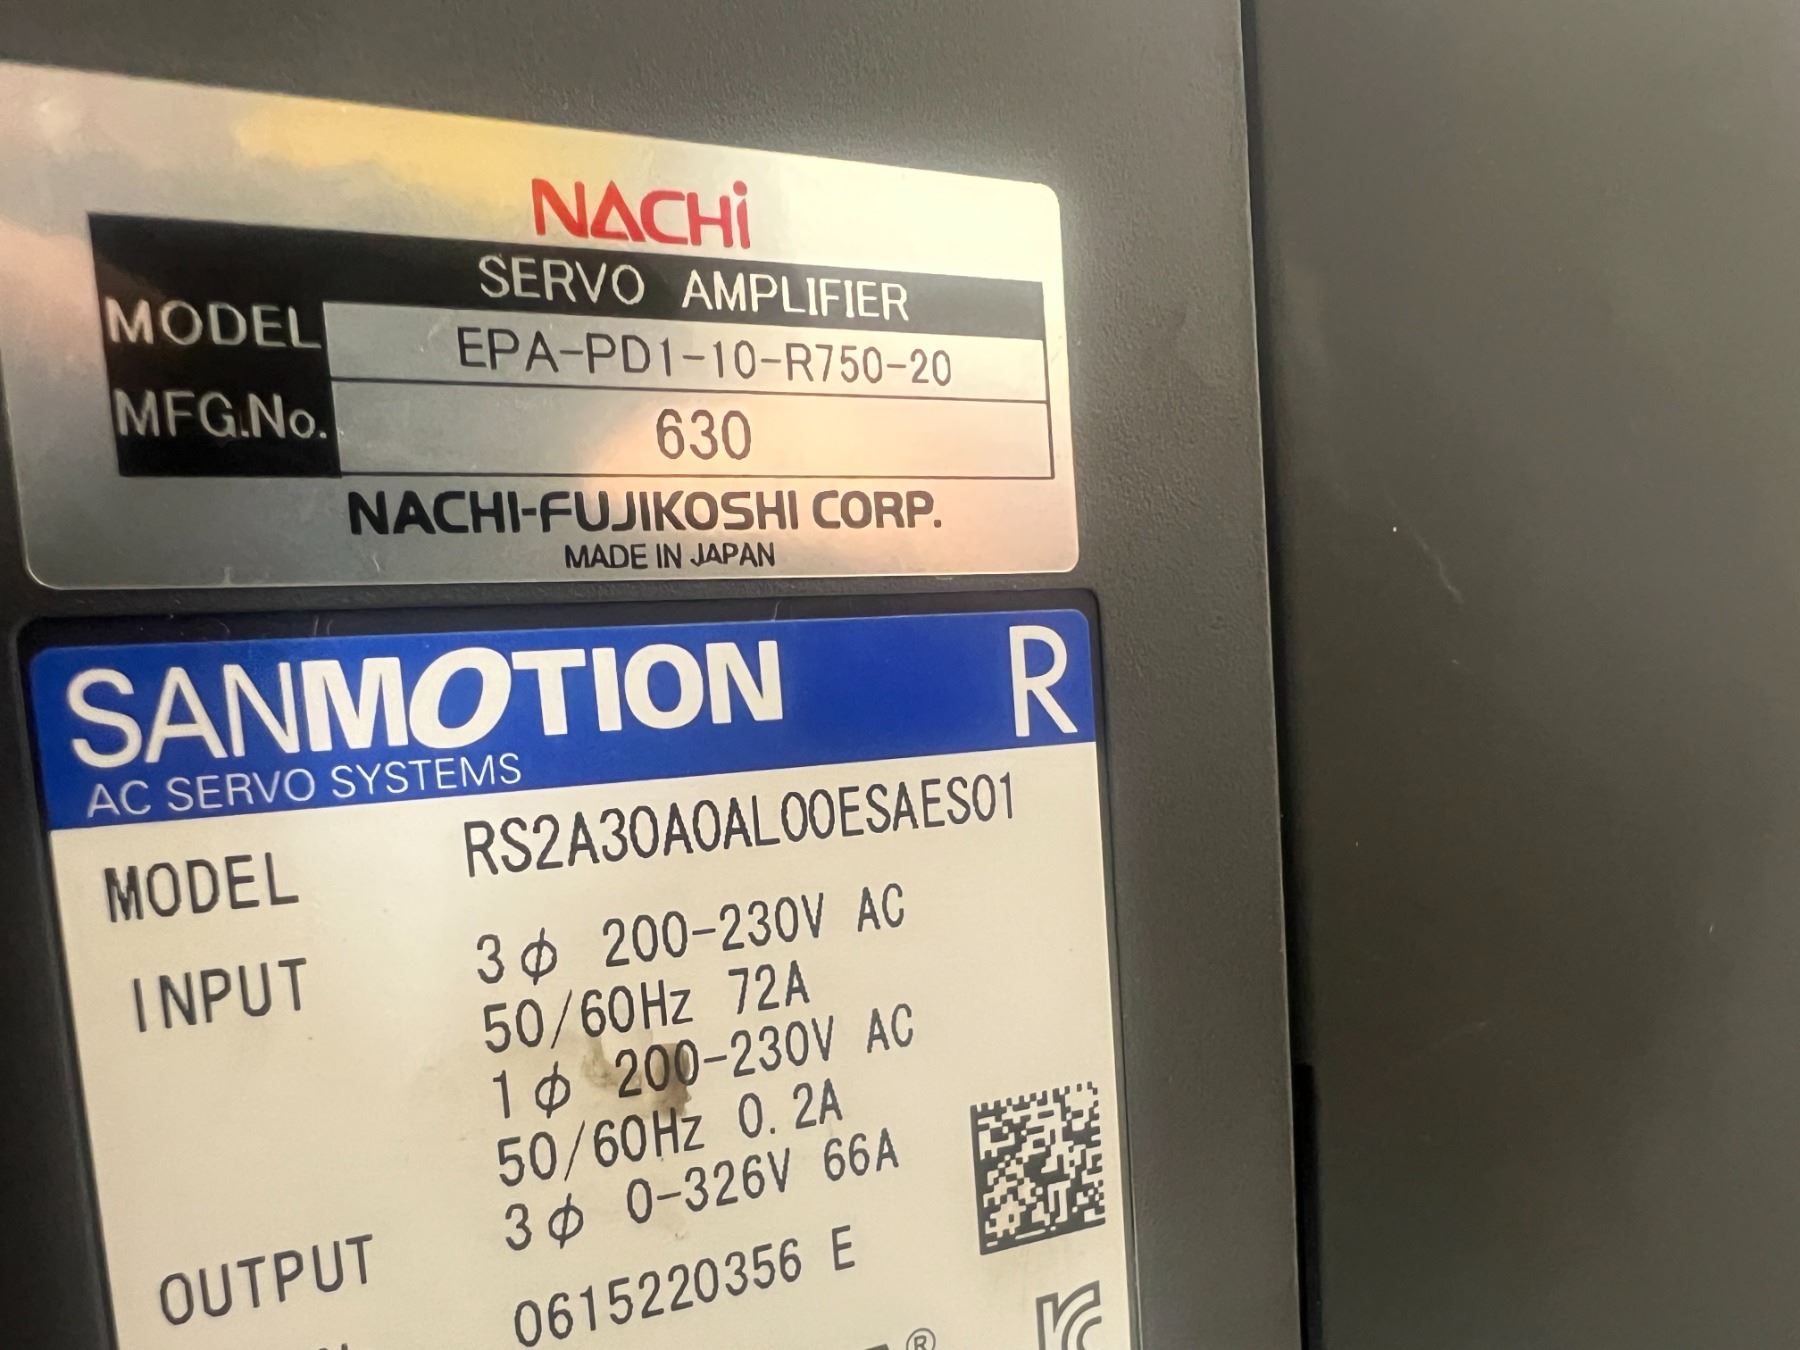 NACHi
SERVO AMPLIFIER
MODEL EPA-PD1-10-R750-20
MFG.No. 630
NACHI-FUJIKOSHI CORP.
MADE IN JAPAN
SANMOTION R
AC SERVO SYSTEMS
MODEL RS2A30A0AL00ESAES01
INPUT 3φ 200-230V AC
50/60Hz 72A
1φ 200-230V AC
50/60Hz 0.2A
OUTPUT 3φ 0-326V 66A
0615220356 E
®